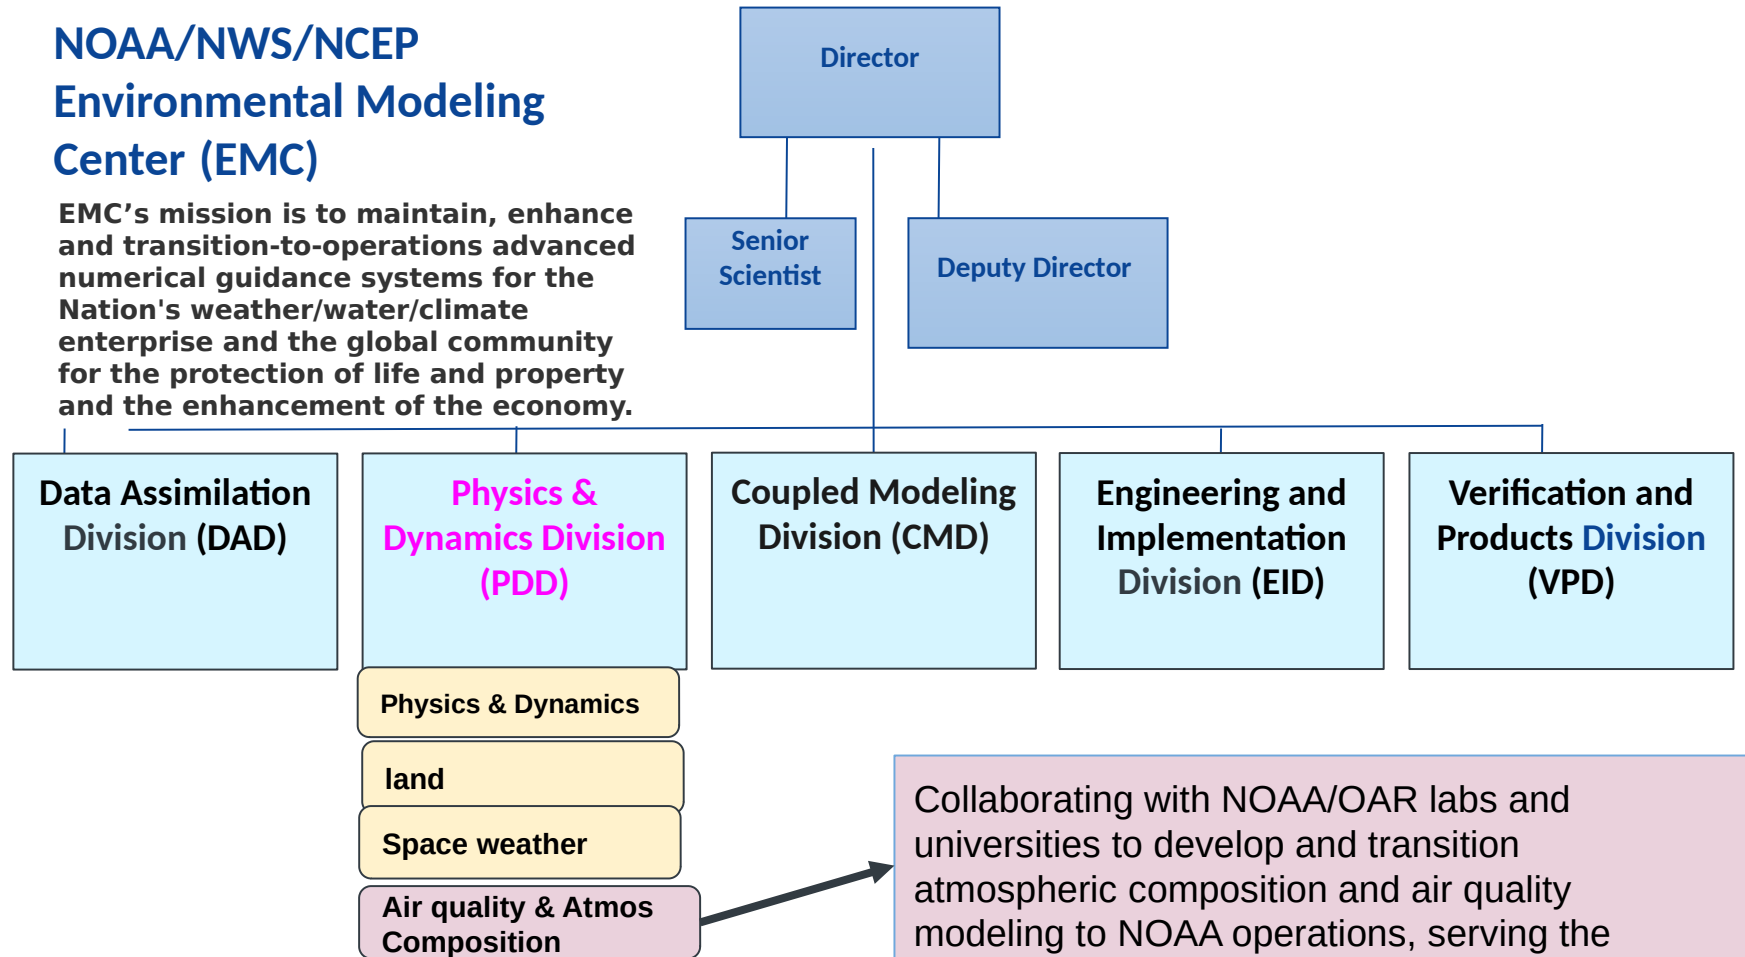 NOAA/NWS/NCEP
Environmental Modeling
Center (EMC)
EMC’s mission is to maintain, enhance
and transition-to-operations advanced
numerical guidance systems for the
Nation's weather/water/climate
enterprise and the global community
for the protection of life and property
and the enhancement of the economy.
Director
Senior
Scientist
Deputy Director
Data Assimilation
Division (DAD)
Physics &
Dynamics Division
(PDD)
Coupled Modeling
Division (CMD)
Engineering and
Implementation
Division (EID)
Verification and
Products Division
(VPD)
Physics & Dynamics
land
Space weather
Air quality & Atmos
Composition
Collaborating with NOAA/OAR labs and
universities to develop and transition
atmospheric composition and air quality
modeling to NOAA operations, serving the